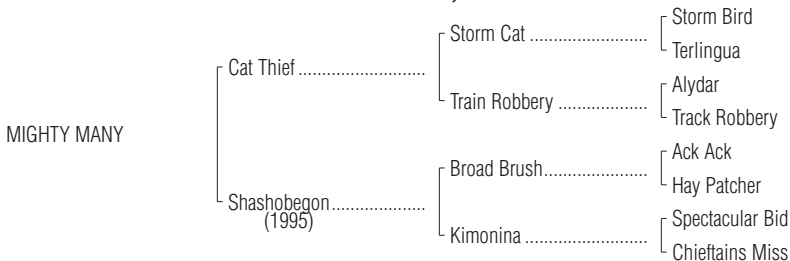 Storm Bird
Storm Cat ..........................
Terlingua
Cat Thief ............................
Alydar
Train Robbery ....................
Track Robbery
MIGHTY MANY
Ack Ack
Broad Brush.......................
Hay Patcher
Shashobegon.....................
(1995)
Spectacular Bid
Kimonina ...........................
Chieftains Miss